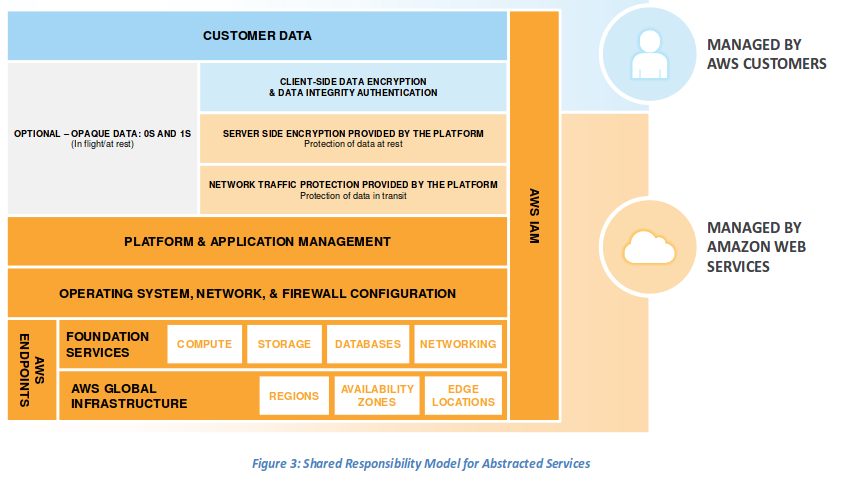 CUSTOMER DATA
CLIENT-SIDE DATA ENCRYPTION
& DATA INTEGRITY AUTHENTICATION
OPTIONAL – OPAQUE DATA: 0S AND 1S
(In flight/at rest)
SERVER SIDE ENCRYPTION PROVIDED BY THE PLATFORM
Protection of data at rest
NETWORK TRAFFIC PROTECTION PROVIDED BY THE PLATFORM
Protection of data in transit
PLATFORM & APPLICATION MANAGEMENT
OPERATING SYSTEM, NETWORK, & FIREWALL CONFIGURATION
AWS
ENDPOINTS
FOUNDATION
SERVICES
COMPUTE
STORAGE
DATABASES
NETWORKING
AWS GLOBAL
INFRASTRUCTURE
REGIONS
AVAILABILITY
ZONES
EDGE
LOCATIONS
AWS IAM
MANAGED BY
AWS CUSTOMERS
MANAGED BY
AMAZON WEB
SERVICES
Figure 3: Shared Responsibility Model for Abstracted Services